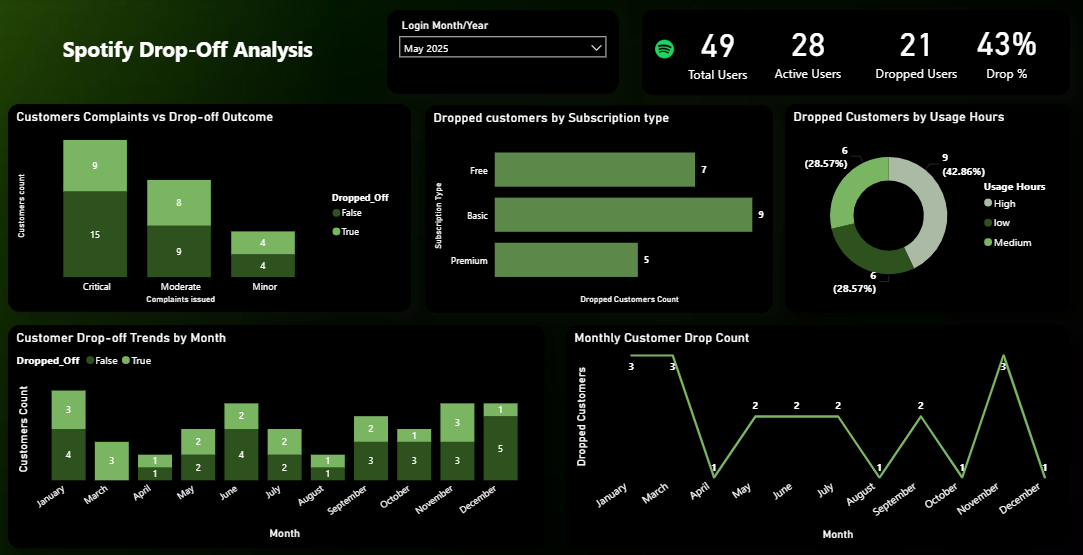 Spotify Drop-Off Analysis
Login Month/Year
May 2025
49
Total Users
28
Active Users
21
Dropped Users
43%
Drop %
Customers Complaints vs Drop-off Outcome
Customers count
9
15
8
9
4
4
Critical
Moderate
Minor
Complaints issued
Dropped_Off
False
True
Dropped customers by Subscription type
Subscription Type
Free
7
Basic
9
Premium
5
Dropped Customers Count
Dropped Customers by Usage Hours
6
(28.57%)
9
(42.86%)
6
(28.57%)
Usage Hours
High
low
Medium
Customer Drop-off Trends by Month
Dropped_Off False True
Customers Count
3
4
3
1
1
2
2
2
4
2
2
1
1
2
3
1
3
3
3
1
5
January
March
April
May
June
July
August
September
October
November
December
Month
Monthly Customer Drop Count
Dropped Customers
3
3
1
2
2
2
1
2
1
3
1
January
March
April
May
June
July
August
September
October
November
December
Month